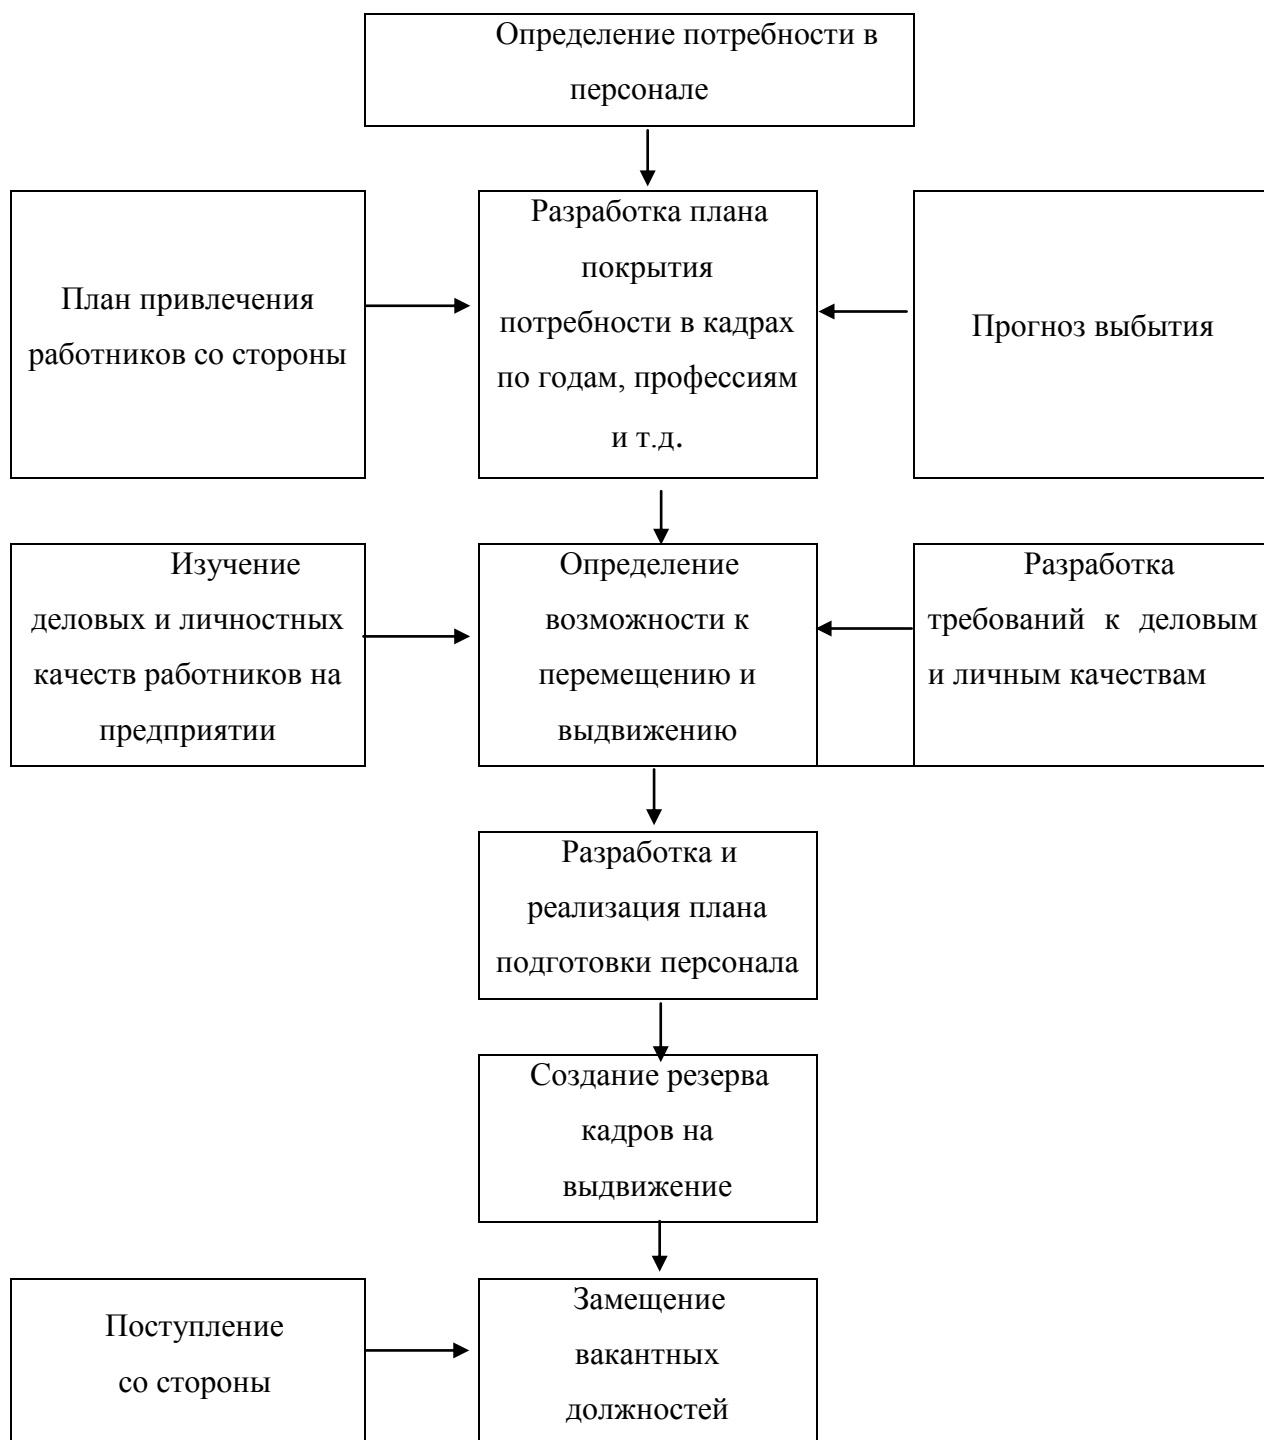 Определение потребности в
персонале
План привлечения
работников со стороны
Разработка плана
покрытия
потребности в кадрах
по годам, профессиям
и т.д.
Прогноз выбытия
Изучение
деловых и личностных
качеств работников на
предприятии
Определение
возможности к
перемещению и
выдвижению
Разработка
требований к деловым
и личным качествам
Разработка и
реализация плана
подготовки персонала
Создание резерва
кадров на
выдвижение
Поступление
со стороны
Замещение
вакантных
должностей